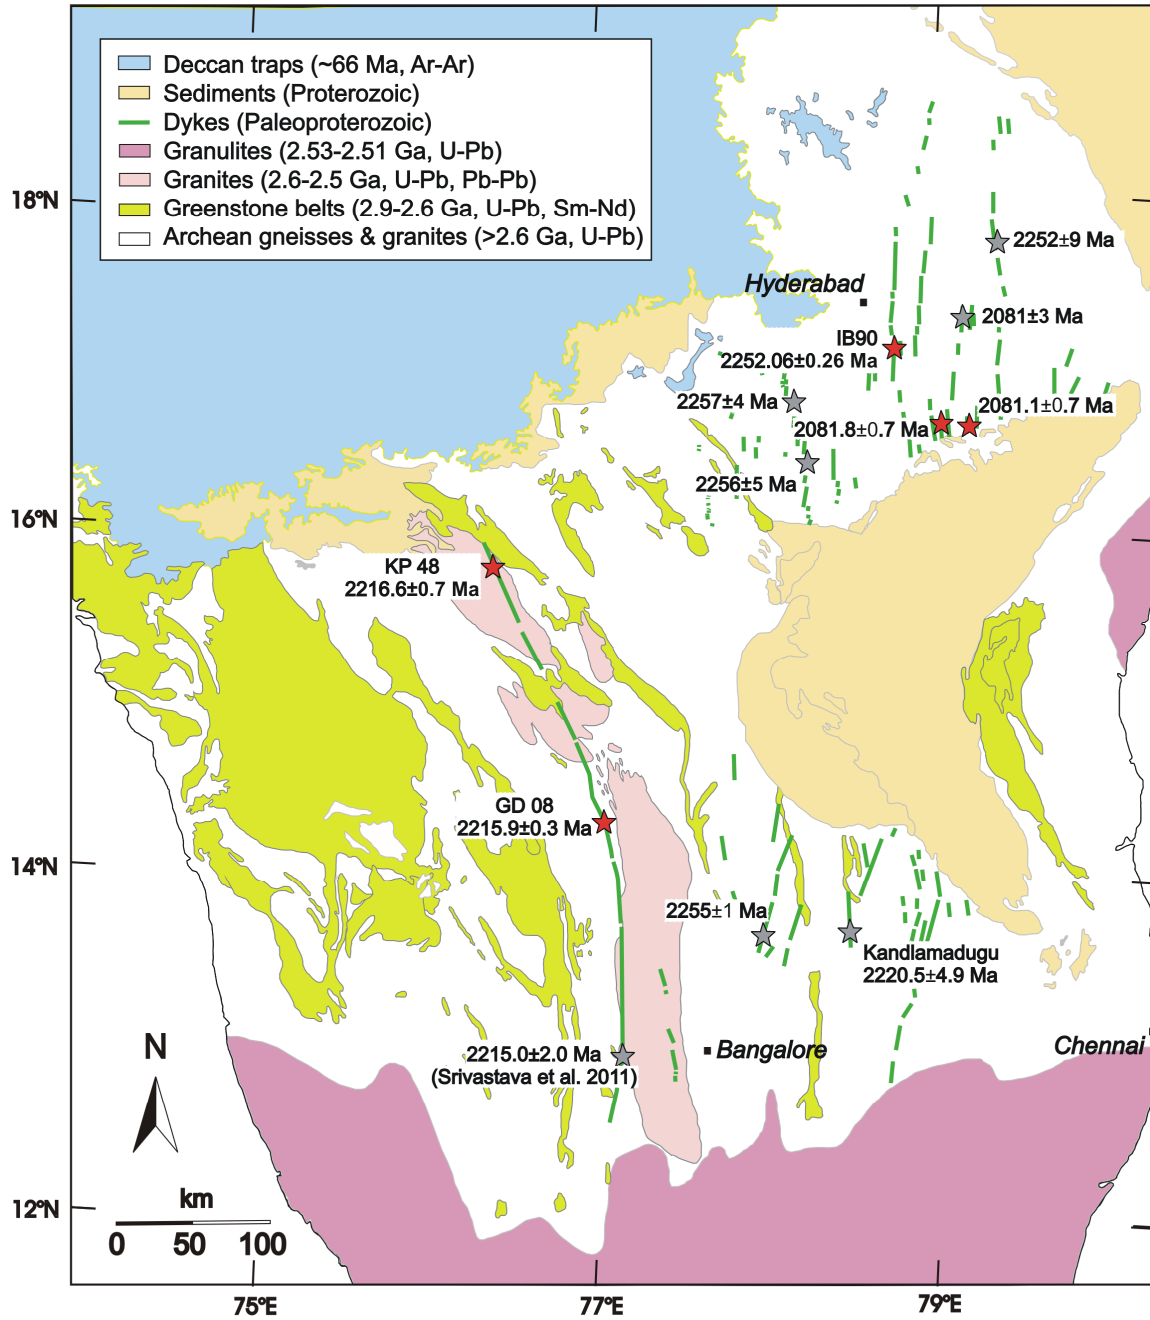 Deccan traps (~66 Ma, Ar-Ar)
Sediments (Proterozoic)
Dykes (Paleoproterozoic)
Granulites (2.53-2.51 Ga, U-Pb)
Granites (2.6-2.5 Ga, U-Pb, Pb-Pb)
Greenstone belts (2.9-2.6 Ga, U-Pb, Sm-Nd)
Archean gneisses & granites (>2.6 Ga, U-Pb)
18°N
2252±9 Ma
Hyderabad
2081±3 Ma
IB90
2252.06±0.26 Ma
2257±4 Ma
2081.1±0.7 Ma
2081.8±0.7 Ma
2256±5 Ma
16°N
KP 48
2216.6±0.7 Ma
GD 08
2215.9±0.3 Ma
14°N
2255±1 Ma
Kandlamadugu
2220.5±4.9 Ma
N
2215.0±2.0 Ma
(Srivastava et al. 2011)
Bangalore
Chennai
12°N
km
0 50 100
75°E 77°E 79°E